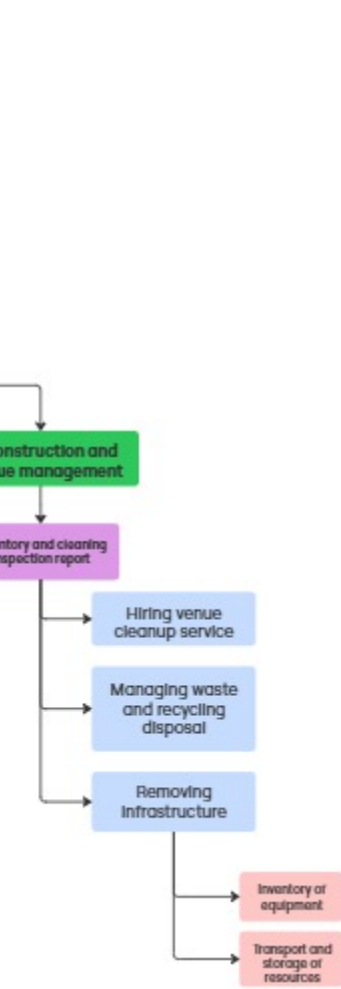 onstruction and
ue management
ntory and cleaning
nspection report
Hiring venue
cleanup service
Managing waste
and recycling
disposal
Removing
infrastructure
Inventory of
equipment
Transport and
storage of
resources